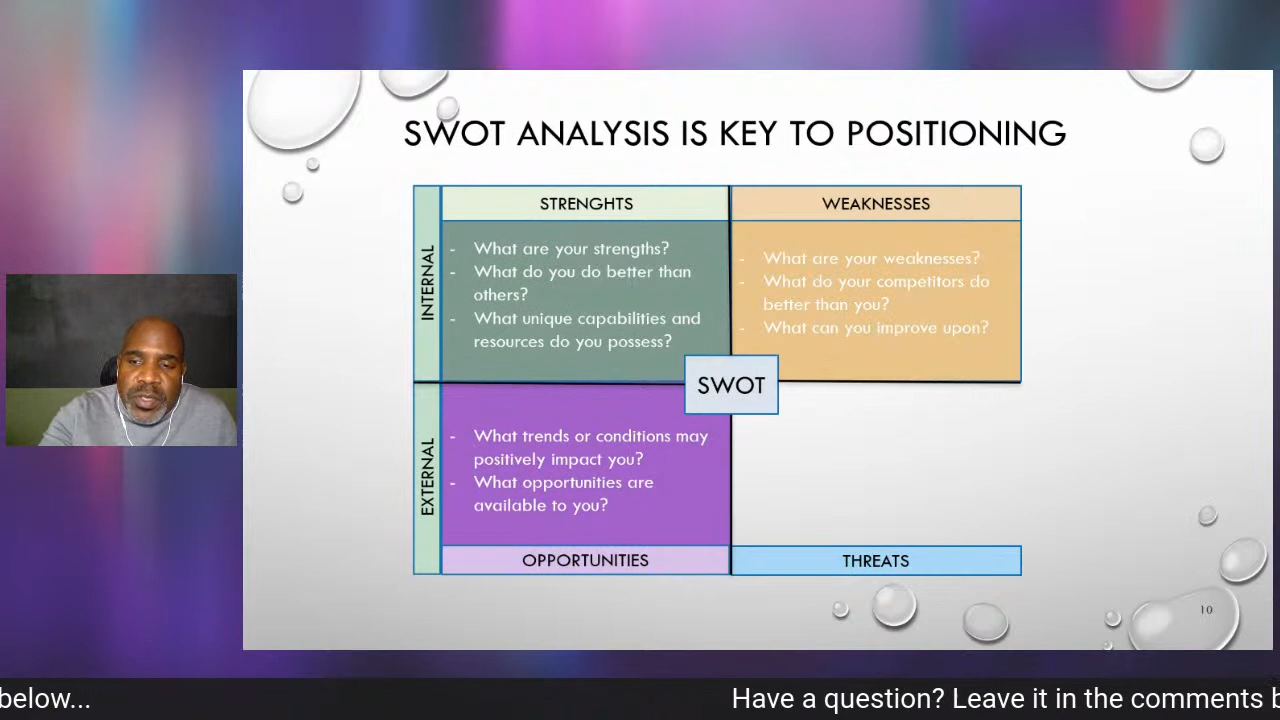 SWOT ANALYSIS IS KEY TO POSITIONING
STRENGHTS
WEAKNESSES
INTERNAL
- What are your strengths?
- What do you do better than
others?
- What unique capabilities and
resources do you possess?
- What are your weaknesses?
- What do your competitors do
better than you?
- What can you improve upon?
SWOT
EXTERNAL
- What trends or conditions may
positively impact you?
- What opportunities are
available to you?
OPPORTUNITIES
THREATS
10
below...
Have a question? Leave it in the comments